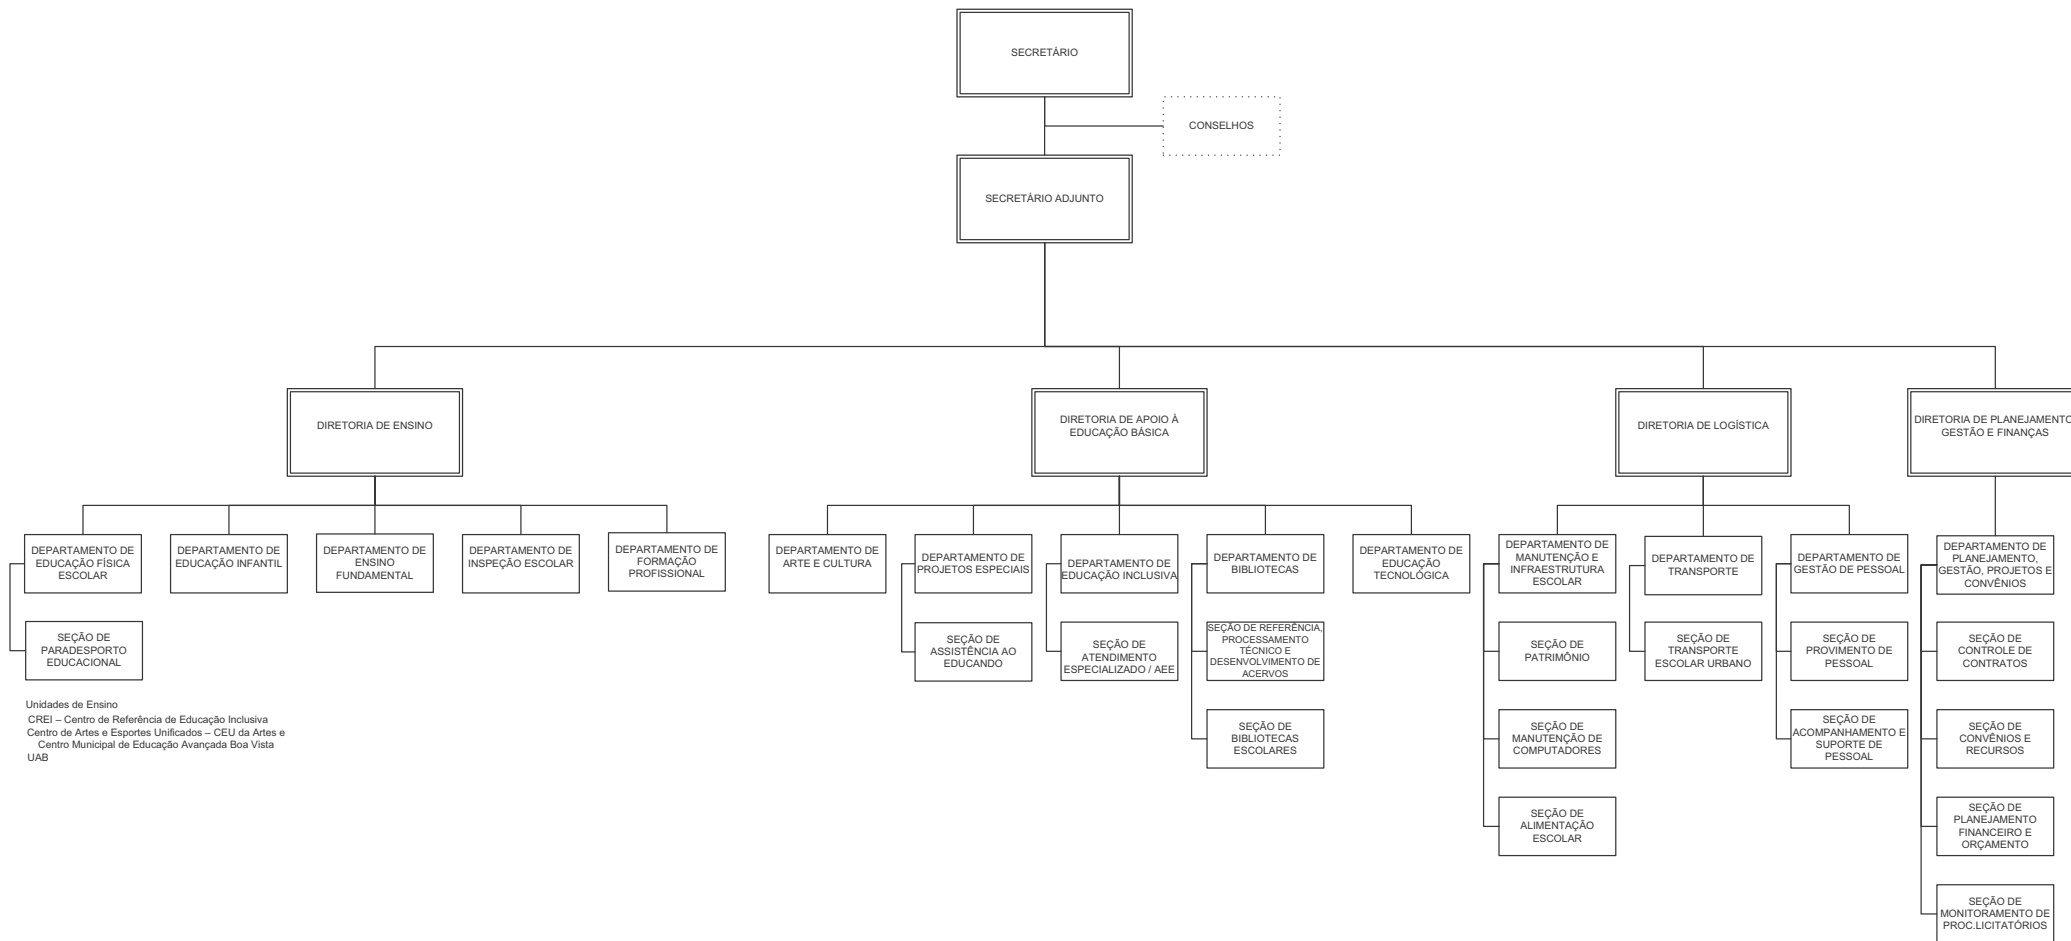 SECRETÁRIO
CONSELHOS
SECRETÁRIO ADJUNTO
DIRETORIA DE ENSINO
DIRETORIA DE APOIO À
EDUCAÇÃO BÁSICA
DIRETORIA DE LOGÍSTICA
DIRETORIA DE PLANEJAMENTO
GESTÃO E FINANÇAS
DEPARTAMENTO DE
EDUCAÇÃO FÍSICA
ESCOLAR
DEPARTAMENTO DE
EDUCAÇÃO INFANTIL
DEPARTAMENTO DE
ENSINO
FUNDAMENTAL
DEPARTAMENTO DE
INSPEÇÃO ESCOLAR
DEPARTAMENTO DE
FORMAÇÃO
PROFISSIONAL
DEPARTAMENTO DE
ARTE E CULTURA
DEPARTAMENTO DE
PROJETOS ESPECIAIS
DEPARTAMENTO DE
EDUCAÇÃO INCLUSIVA
DEPARTAMENTO DE
BIBLIOTECAS
DEPARTAMENTO DE
EDUCAÇÃO
TECNOLÓGICA
DEPARTAMENTO DE
MANUTENÇÃO E
INFRAESTRUTURA
ESCOLAR
DEPARTAMENTO DE
TRANSPORTE
DEPARTAMENTO DE
GESTÃO DE PESSOAL
DEPARTAMENTO DE
PLANEJAMENTO,
GESTÃO, PROJETOS E
CONVÊNIOS
SEÇÃO DE
PARADESPORTO
EDUCACIONAL
SEÇÃO DE
ASSISTÊNCIA AO
EDUCANDO
SEÇÃO DE
ATENDIMENTO
ESPECIALIZADO / AEE
SEÇÃO DE REFERÊNCIA,
PROCESSAMENTO
TÉCNICO E
DESENVOLVIMENTO DE
ACERVOS
SEÇÃO DE
PATRIMÔNIO
SEÇÃO DE
TRANSPORTE
ESCOLAR URBANO
SEÇÃO DE
PROVIMENTO DE
PESSOAL
SEÇÃO DE
CONTROLE DE
CONTRATOS
Unidades de Ensino
CREI – Centro de Referência de Educação Inclusiva
Centro de Artes e Esportes Unificados – CEU da Artes e
Centro Municipal de Educação Avançada Boa Vista
UAB
SEÇÃO DE
BIBLIOTECAS
ESCOLARES
SEÇÃO DE
MANUTENÇÃO DE
COMPUTADORES
SEÇÃO DE
ACOMPANHAMENTO E
SUPORTE DE
PESSOAL
SEÇÃO DE
CONVÊNIOS E
RECURSOS
SEÇÃO DE
ALIMENTAÇÃO
ESCOLAR
SEÇÃO DE
PLANEJAMENTO
FINANCEIRO E
ORÇAMENTO
SEÇÃO DE
MONITORAMENTO DE
PROC.LICITATÓRIOS